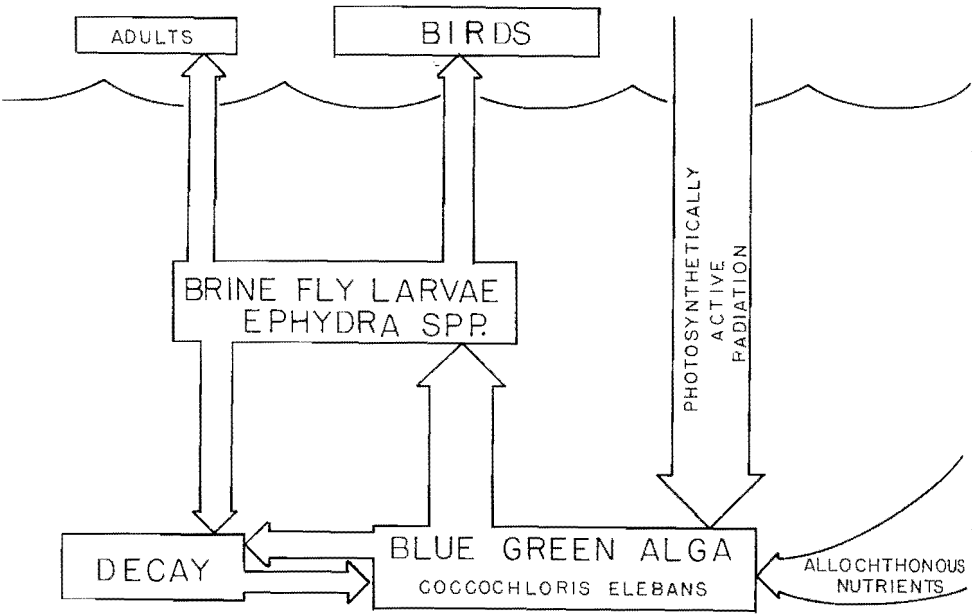 ADULTS
BIRDS
PHOTOSYNTHETICALLY
ACTIVE
RADIATION
BRINE FLY LARVAE
EPHYDRA SPP.
DECAY
BLUE GREEN ALGA
COCCOCHLORIS ELEBANS
ALLOCHTHONOUS
NUTRIENTS